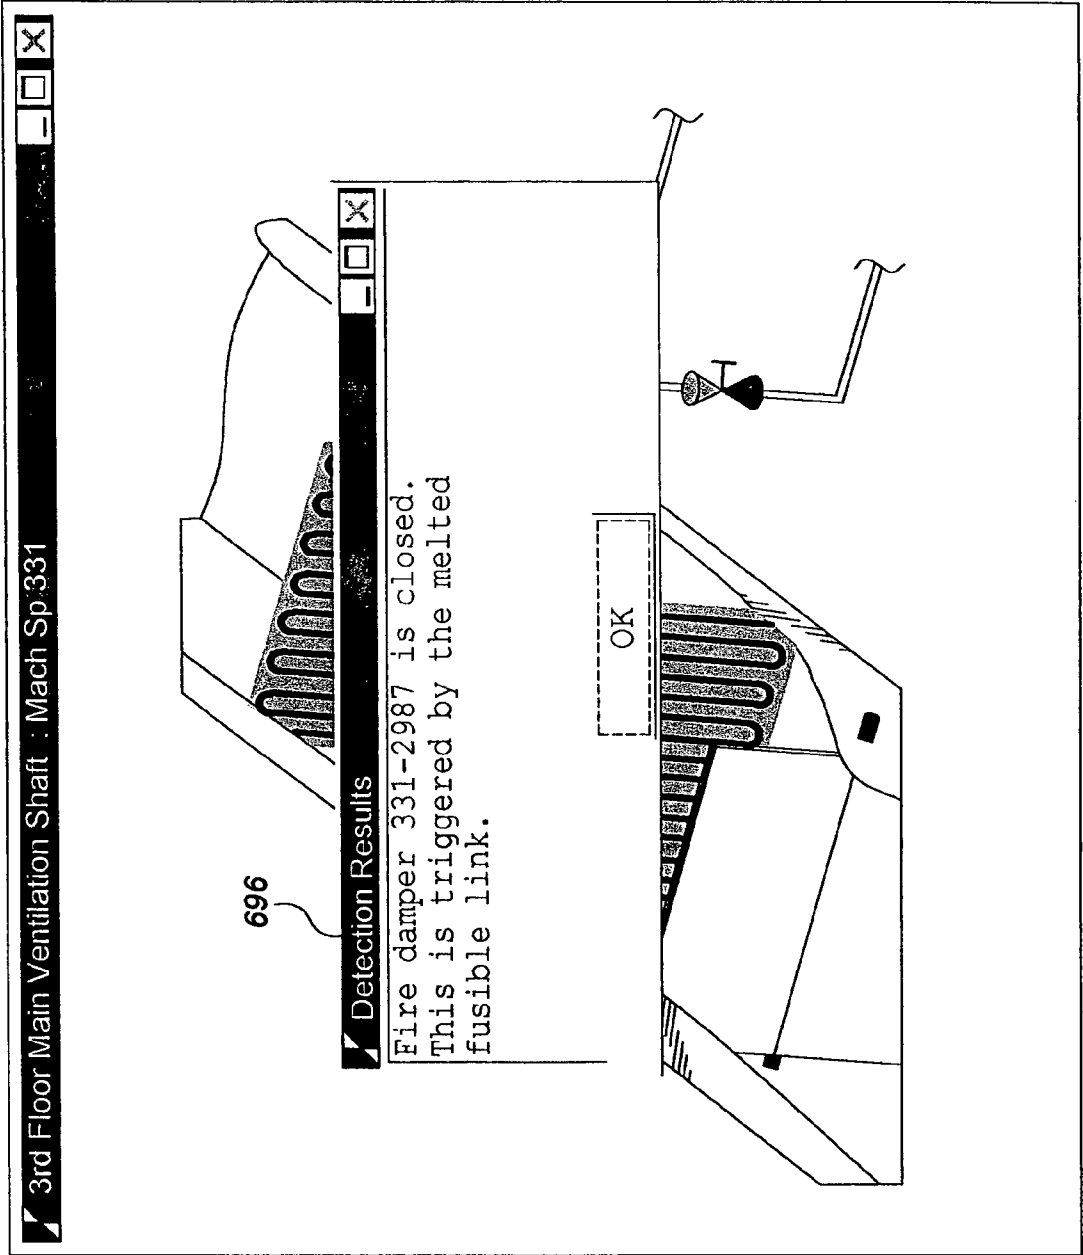 3rd Floor Main Ventilation Shaft : Mach Sp 331
696
Detection Results
Fire damper 331-2987 is closed.
This is triggered by the melted
fusible link.
OK